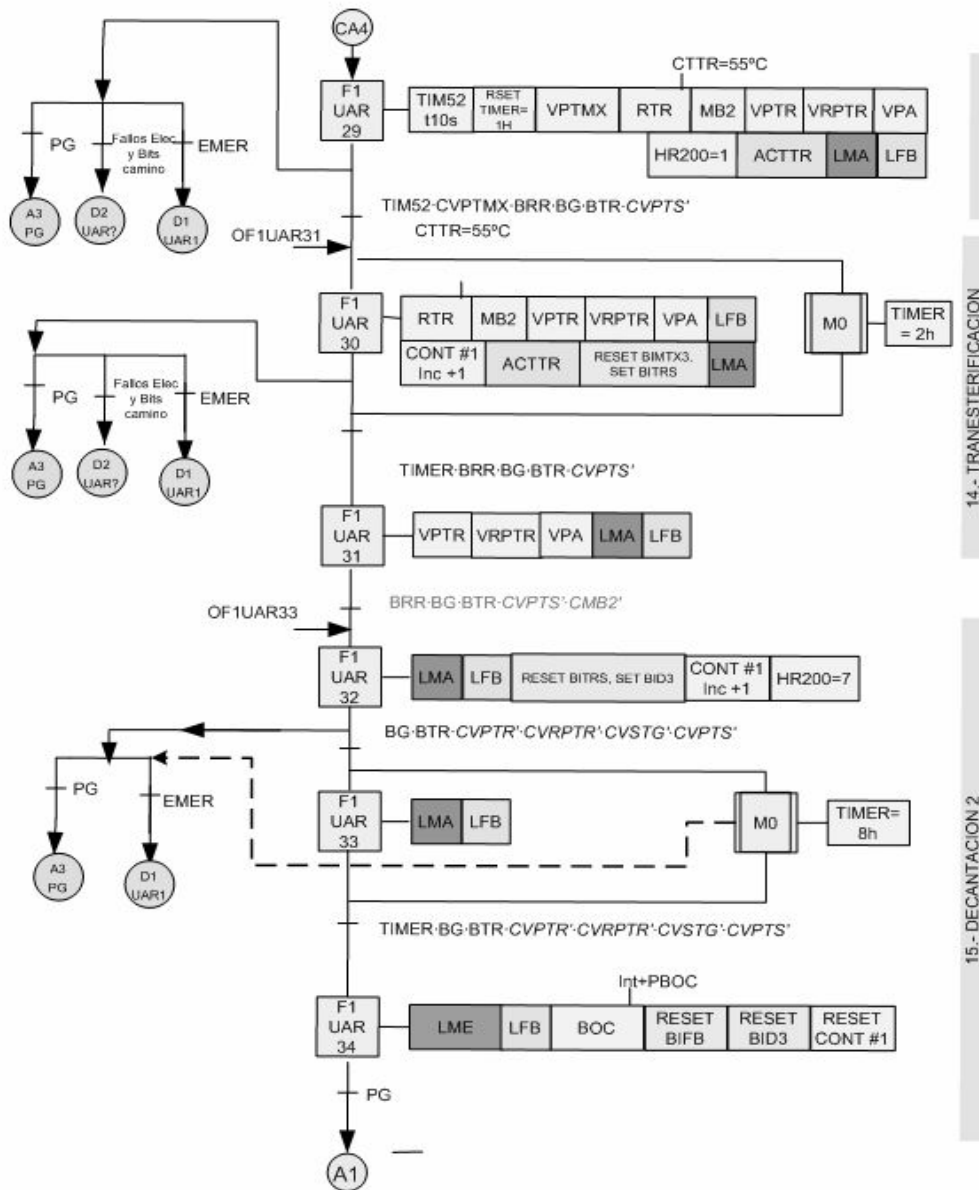 CA4
CTTR=55ºC
F1
UAR
29
TIM52
t10s
RSET
TIMER=
1H
VPTMX
RTR
MB2
VPTR
VRPTR
VPA
HR200=1
ACTTR
LMA
LFB
PG
Fallos Elec
y Bits
camino
EMER
A3
PG
D2
UAR?
D1
UAR1
TIM52·CVPTMX·BRR·BG·BTR·CVPTS'
CTTR=55ºC
OF1UAR31
F1
UAR
30
RTR
MB2
VPTR
VRPTR
VPA
LFB
CONT #1
Inc +1
ACTTR
RESET BIMTX3.
SET BITRS
LMA
M0
TIMER
= 2h
14.- TRANESTERIFICACION
PG
Fallos Elec
y Bits
camino
EMER
A3
PG
D2
UAR?
D1
UAR1
TIMER·BRR·BG·BTR·CVPTS'
F1
UAR
31
VPTR
VRPTR
VPA
LMA
LFB
BRR·BG·BTR·CVPTS'·CMB2'
OF1UAR33
F1
UAR
32
LMA
LFB
RESET BITRS, SET BID3
CONT #1
Inc +1
HR200=7
BG·BTR·CVPTR'·CVRPTR'·CVSTG'·CVPTS'
PG
EMER
A3
PG
D1
UAR1
F1
UAR
33
LMA
LFB
M0
TIMER=
8h
15.- DECANTACION 2
TIMER·BG·BTR·CVPTR'·CVRPTR'·CVSTG'·CVPTS'
Int+PBOC
F1
UAR
34
LME
LFB
BOC
RESET
BIFB
RESET
BID3
RESET
CONT #1
PG
A1